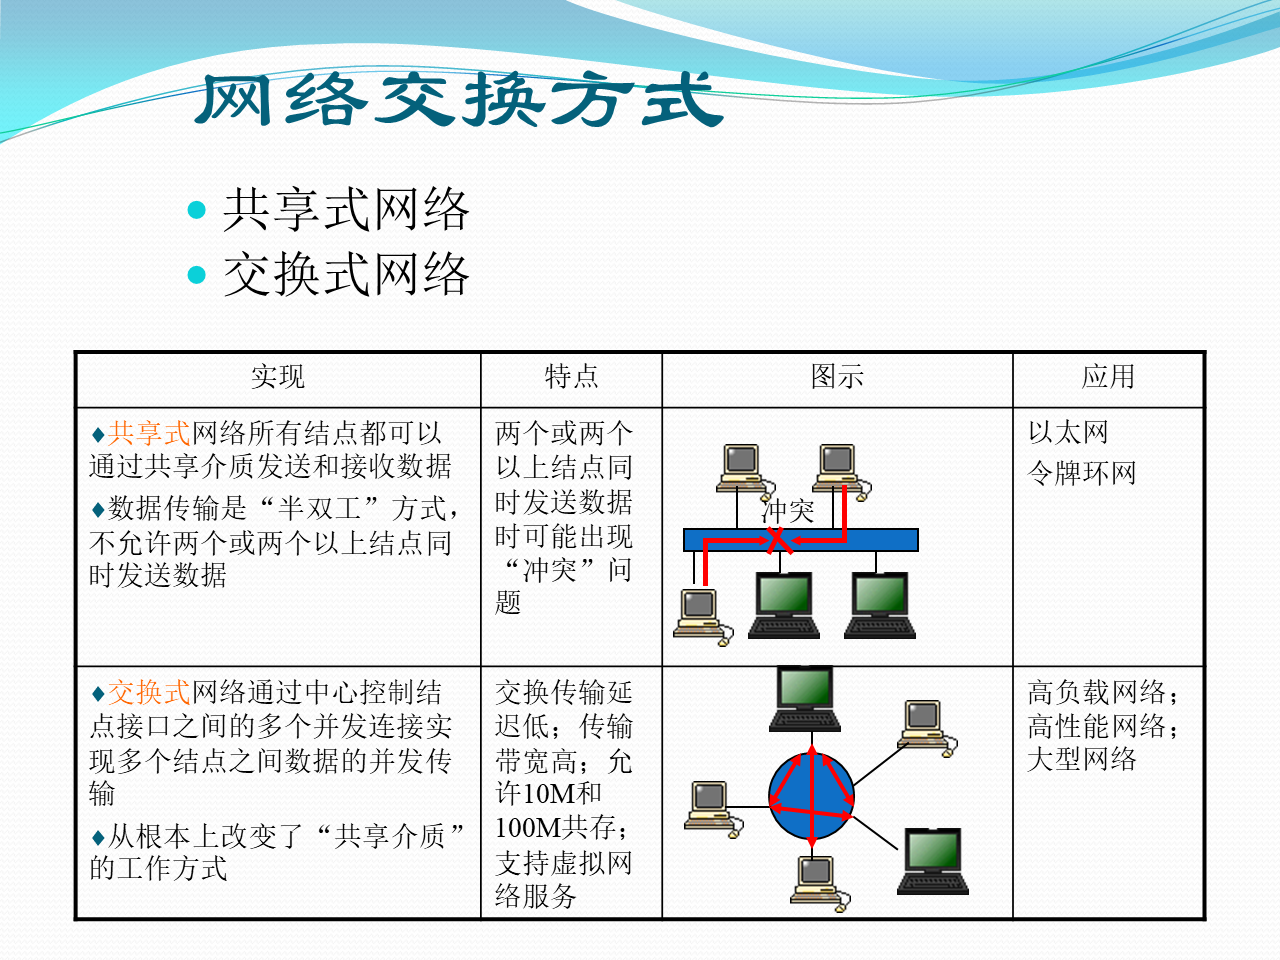 网络交换方式
共享式网络
交换式网络
实现
特点
图示
应用
共享式网络所有结点都可以
通过共享介质发送和接收数据
数据传输是“半双工”方式，
不允许两个或两个以上结点同
时发送数据
两个或两个
以上结点同
时发送数据
时可能出现
“冲突”问
题
冲突
以太网
令牌环网
交换式网络通过中心控制结
点接口之间的多个并发连接实
现多个结点之间数据的并发传
输
从根本上改变了“共享介质”
的工作方式
交换传输延
迟低；传输
带宽高；允
许10M和
100M共存；
支持虚拟网
络服务
高负载网络；
高性能网络；
大型网络